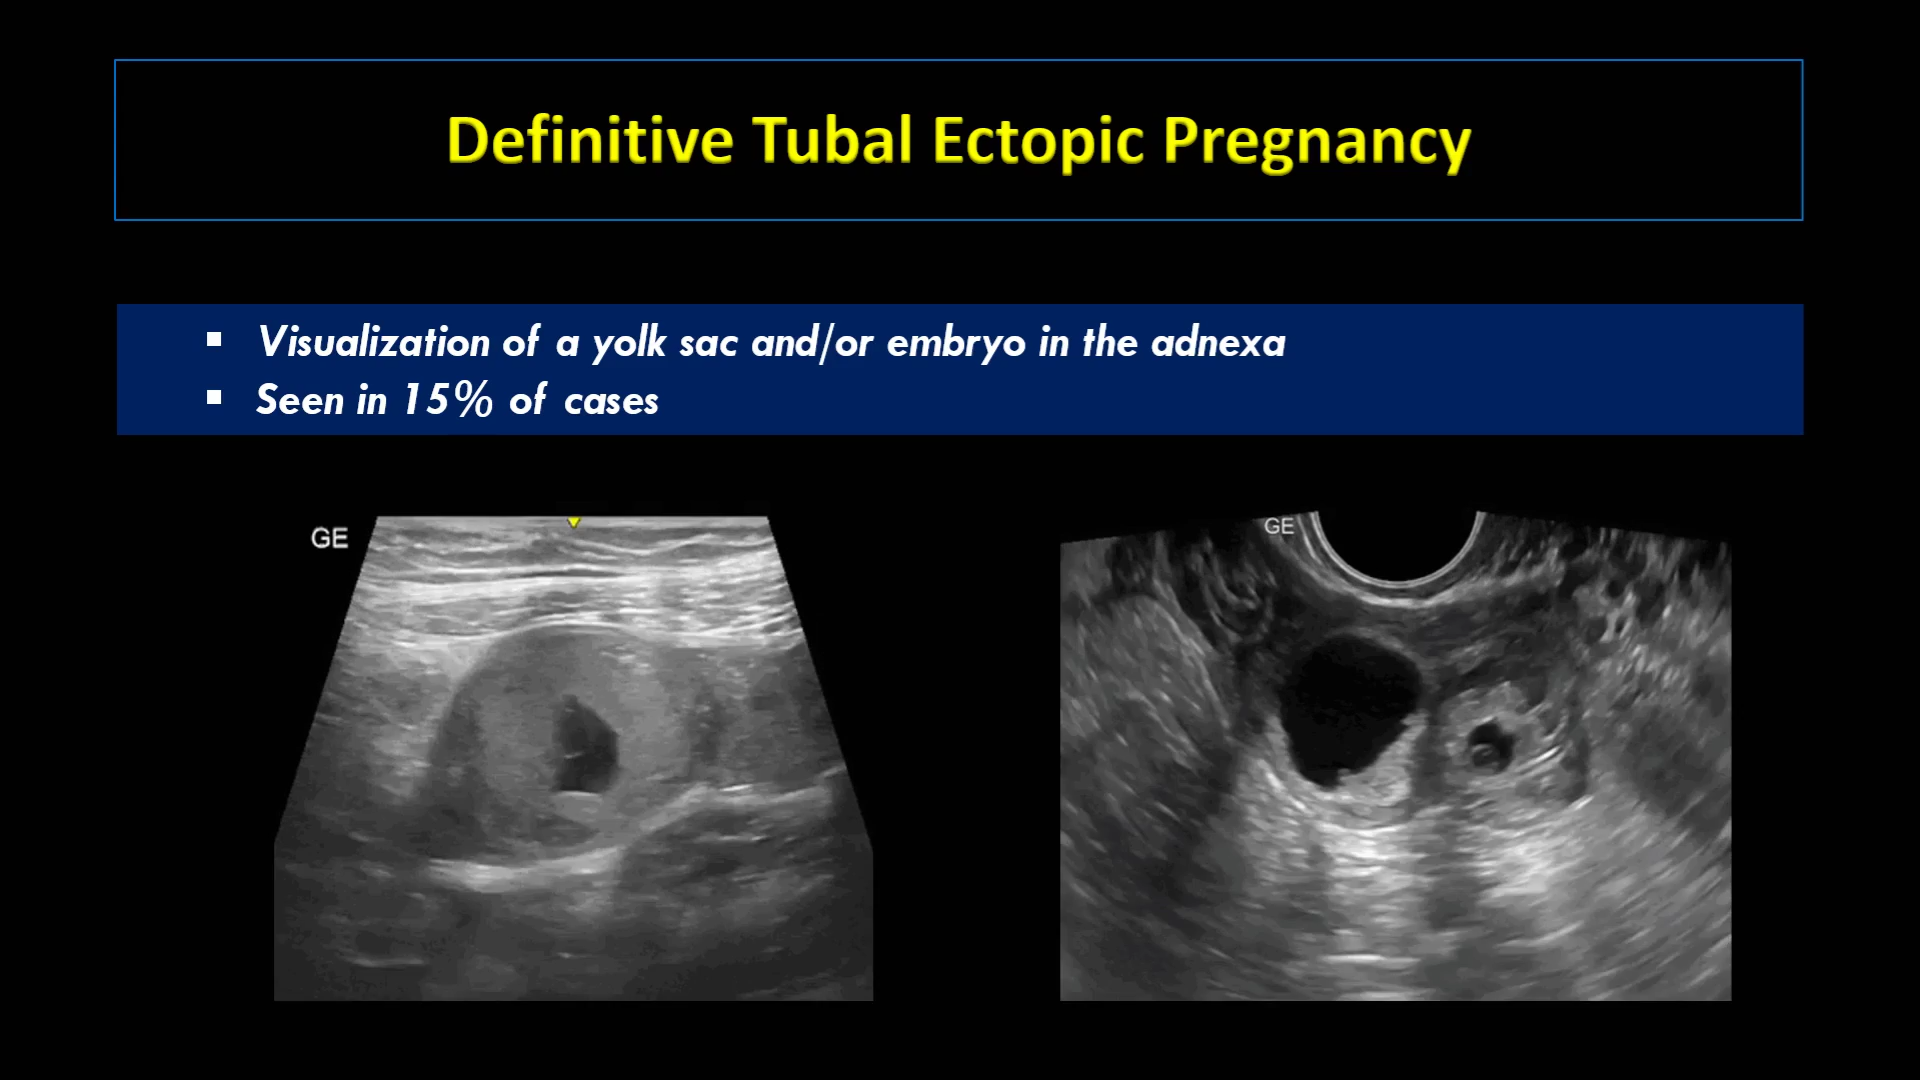 Definitive Tubal Ectopic Pregnancy
▪ Visualization of a yolk sac and/or embryo in the adnexa
▪ Seen in 15% of cases
GE
GE